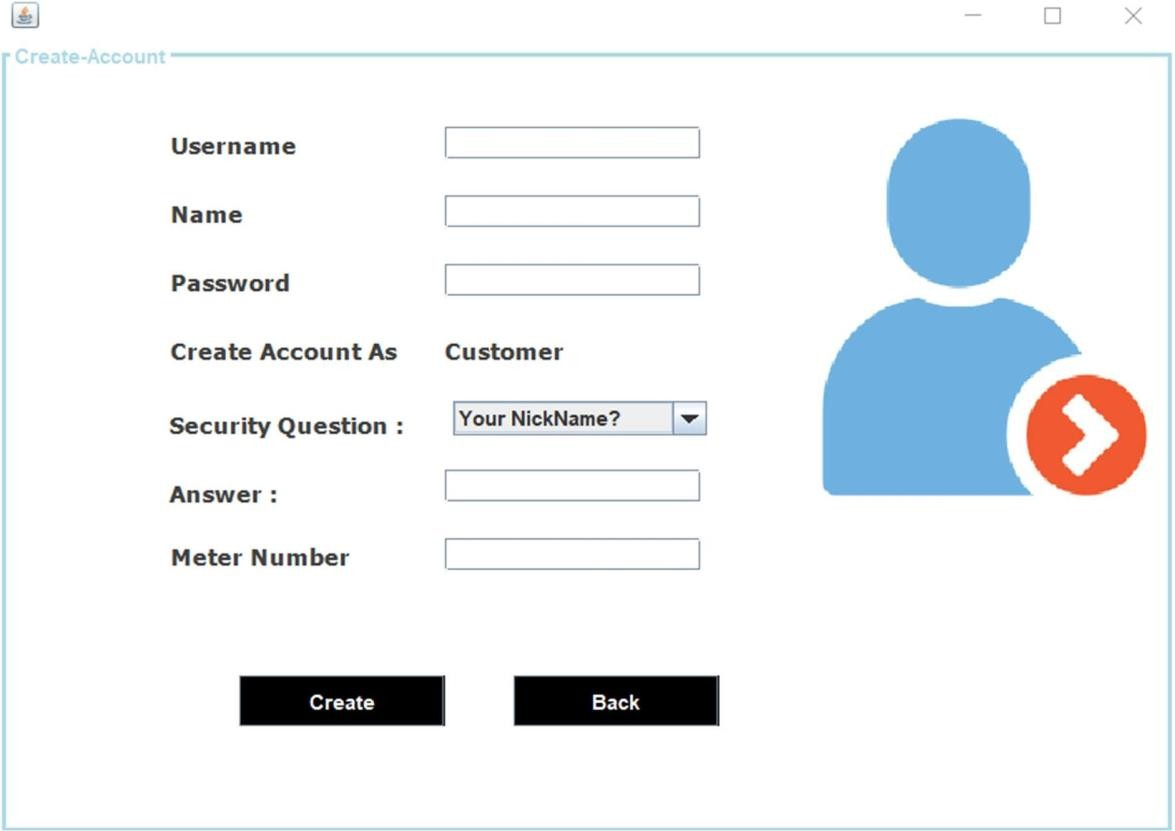 Create-Account
Username
Name
Password
Create Account As Customer
Security Question : Your NickName?
Answer :
Meter Number
Create Back